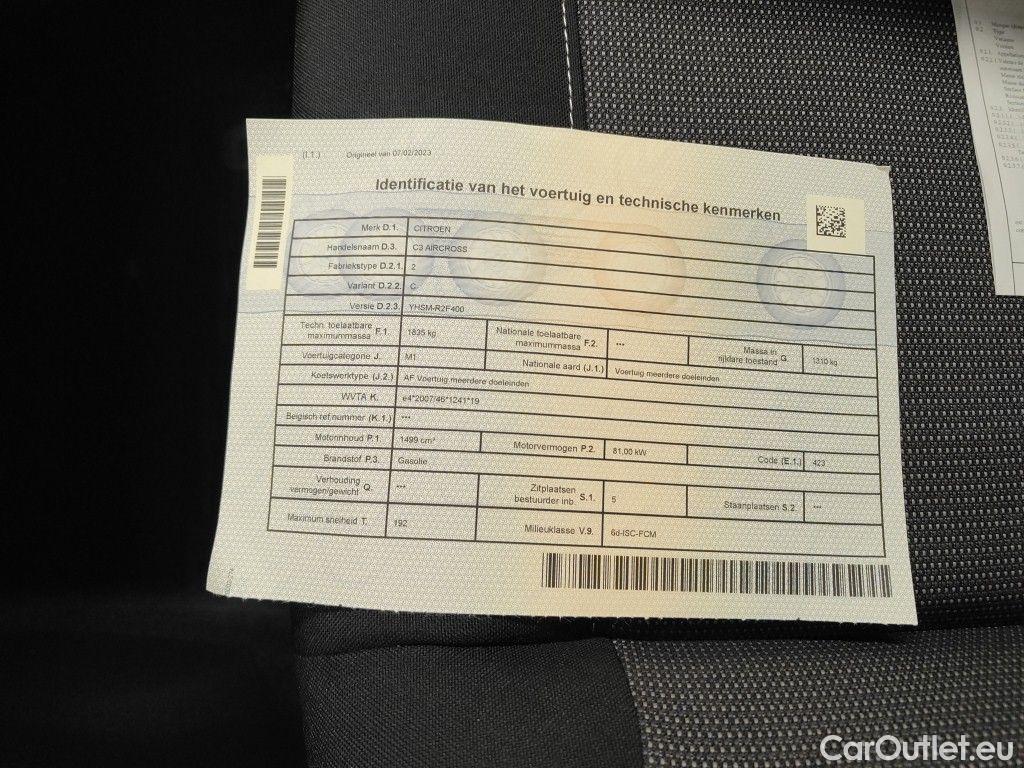 (I.T.) Origineel van 07/02/2023
Identificatie van het voertuig en technische kenmerken
Merk D.1. CITROEN
Handelsnaam D.3. C3 AIRCROSS
Fabriekstype D.2.1. 2
Variant D.2.2. C
Versie D.2.3. YHSM-R2F400
Techn. toelaatbare maximummassa F.1. 1835 kg Nationale toelaatbare maximummassa F.2. --- Massa in rijklare toestand G. 1310 kg
Voertuigcategorie J. M1 Nationale aard (J.1.) Voertuig meerdere doeleinden
Koetswerktype (J.2.) AF Voertuig meerdere doeleinden
WVTA K. e4*2007/46*1241*19
Belgisch ref.nummer (K.1.) ---
Motorinhoud P.1. 1499 cm³ Motorvermogen P.2. 81,00 kW Code (E.1.) 423
Brandstof P.3. Gasolie
Verhouding vermogen/gewicht Q. --- Zitplaatsen bestuurder inb. S.1. 5 Staanplaatsen S.2. ---
Maximum snelheid T. 192 Milieuklasse V.9. 6d-ISC-FCM
CarOutlet.eu